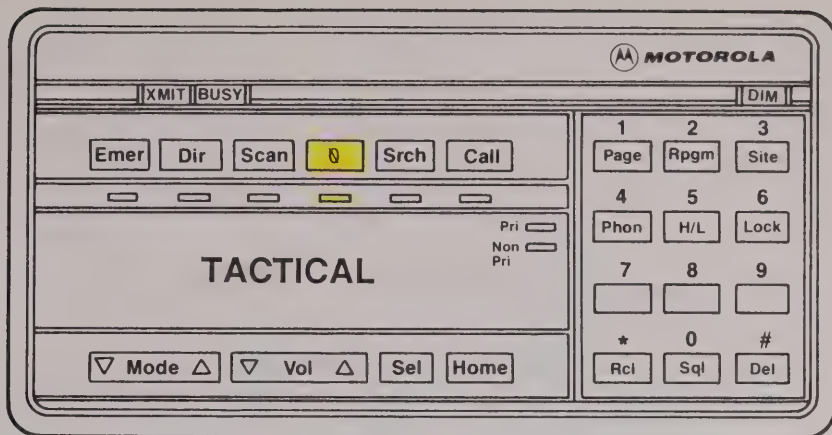 MOTOROLA
XMIT BUSY DIM
Emer Dir Scan Ø Srch Call
Pri
Non
Pri
TACTICAL
Mode Vol Sel Home
1 2 3
Page Rpgm Site
4 5 6
Phon H/L Lock
7 8 9
* 0 #
Rcl Sql Del